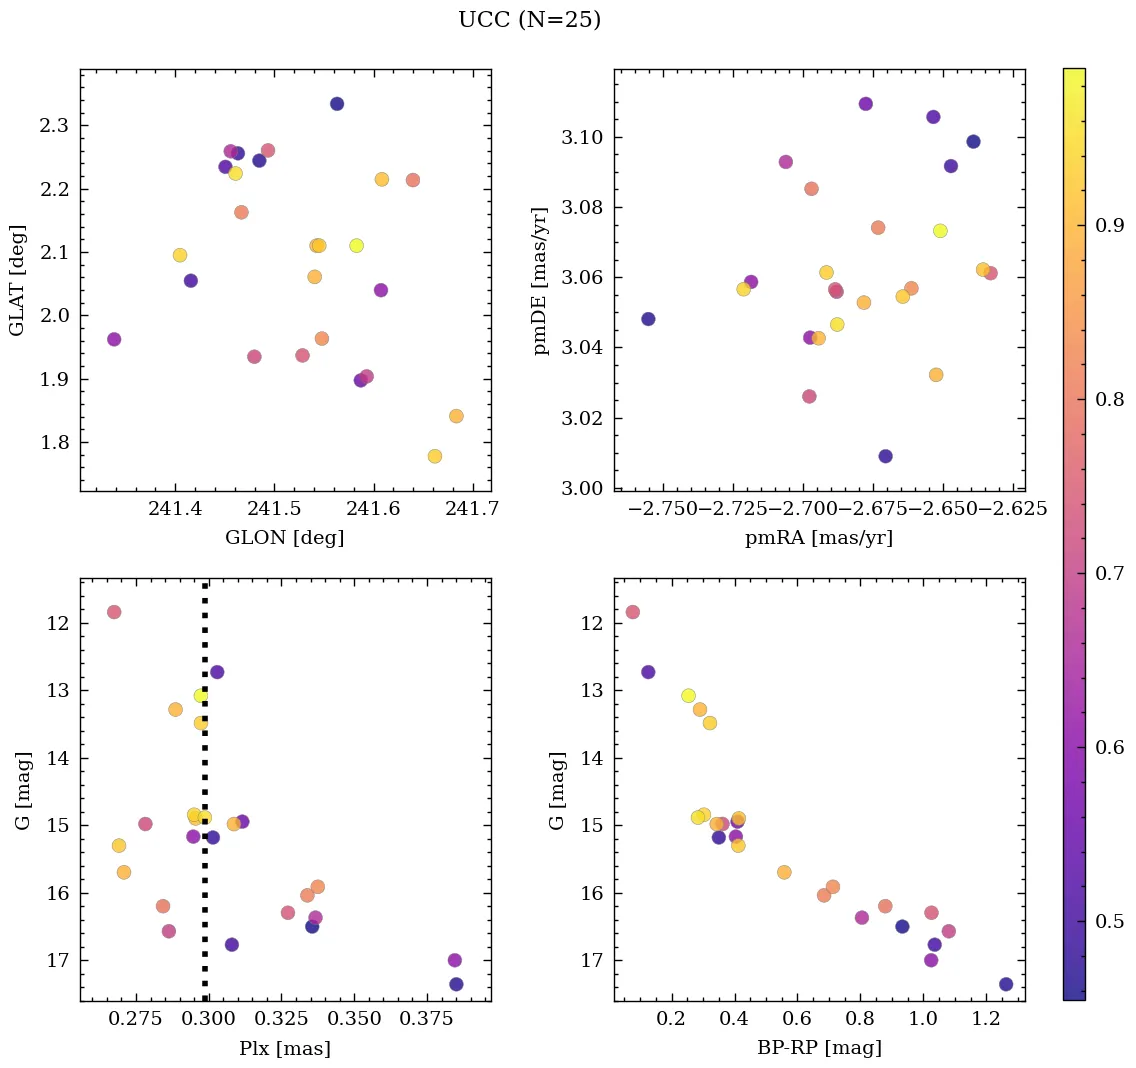 UCC (N=25)
2.3
2.2
2.1
2.0
1.9
1.8
GLAT [deg]
241.4 241.5 241.6 241.7
GLON [deg]
3.10
3.08
3.06
3.04
3.02
3.00
pmDE [mas/yr]
−2.750 −2.725 −2.700 −2.675 −2.650 −2.625
pmRA [mas/yr]
12
13
14
15
16
17
G [mag]
0.275 0.300 0.325 0.350 0.375
Plx [mas]
12
13
14
15
16
17
G [mag]
0.2 0.4 0.6 0.8 1.0 1.2
BP-RP [mag]
0.9
0.8
0.7
0.6
0.5